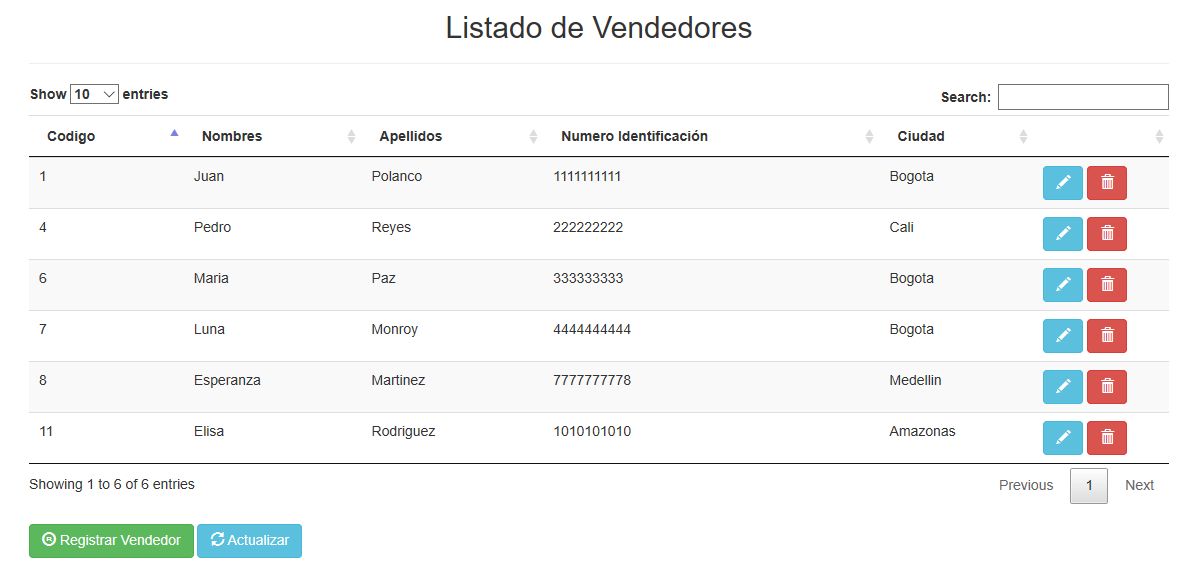 Listado de Vendedores
Show 10 entries
Search:
Codigo Nombres Apellidos Numero Identificación Ciudad
1 Juan Polanco 1111111111 Bogota
4 Pedro Reyes 222222222 Cali
6 Maria Paz 333333333 Bogota
7 Luna Monroy 4444444444 Bogota
8 Esperanza Martinez 7777777778 Medellin
11 Elisa Rodriguez 1010101010 Amazonas
Showing 1 to 6 of 6 entries
Previous 1 Next
Registrar Vendedor Actualizar